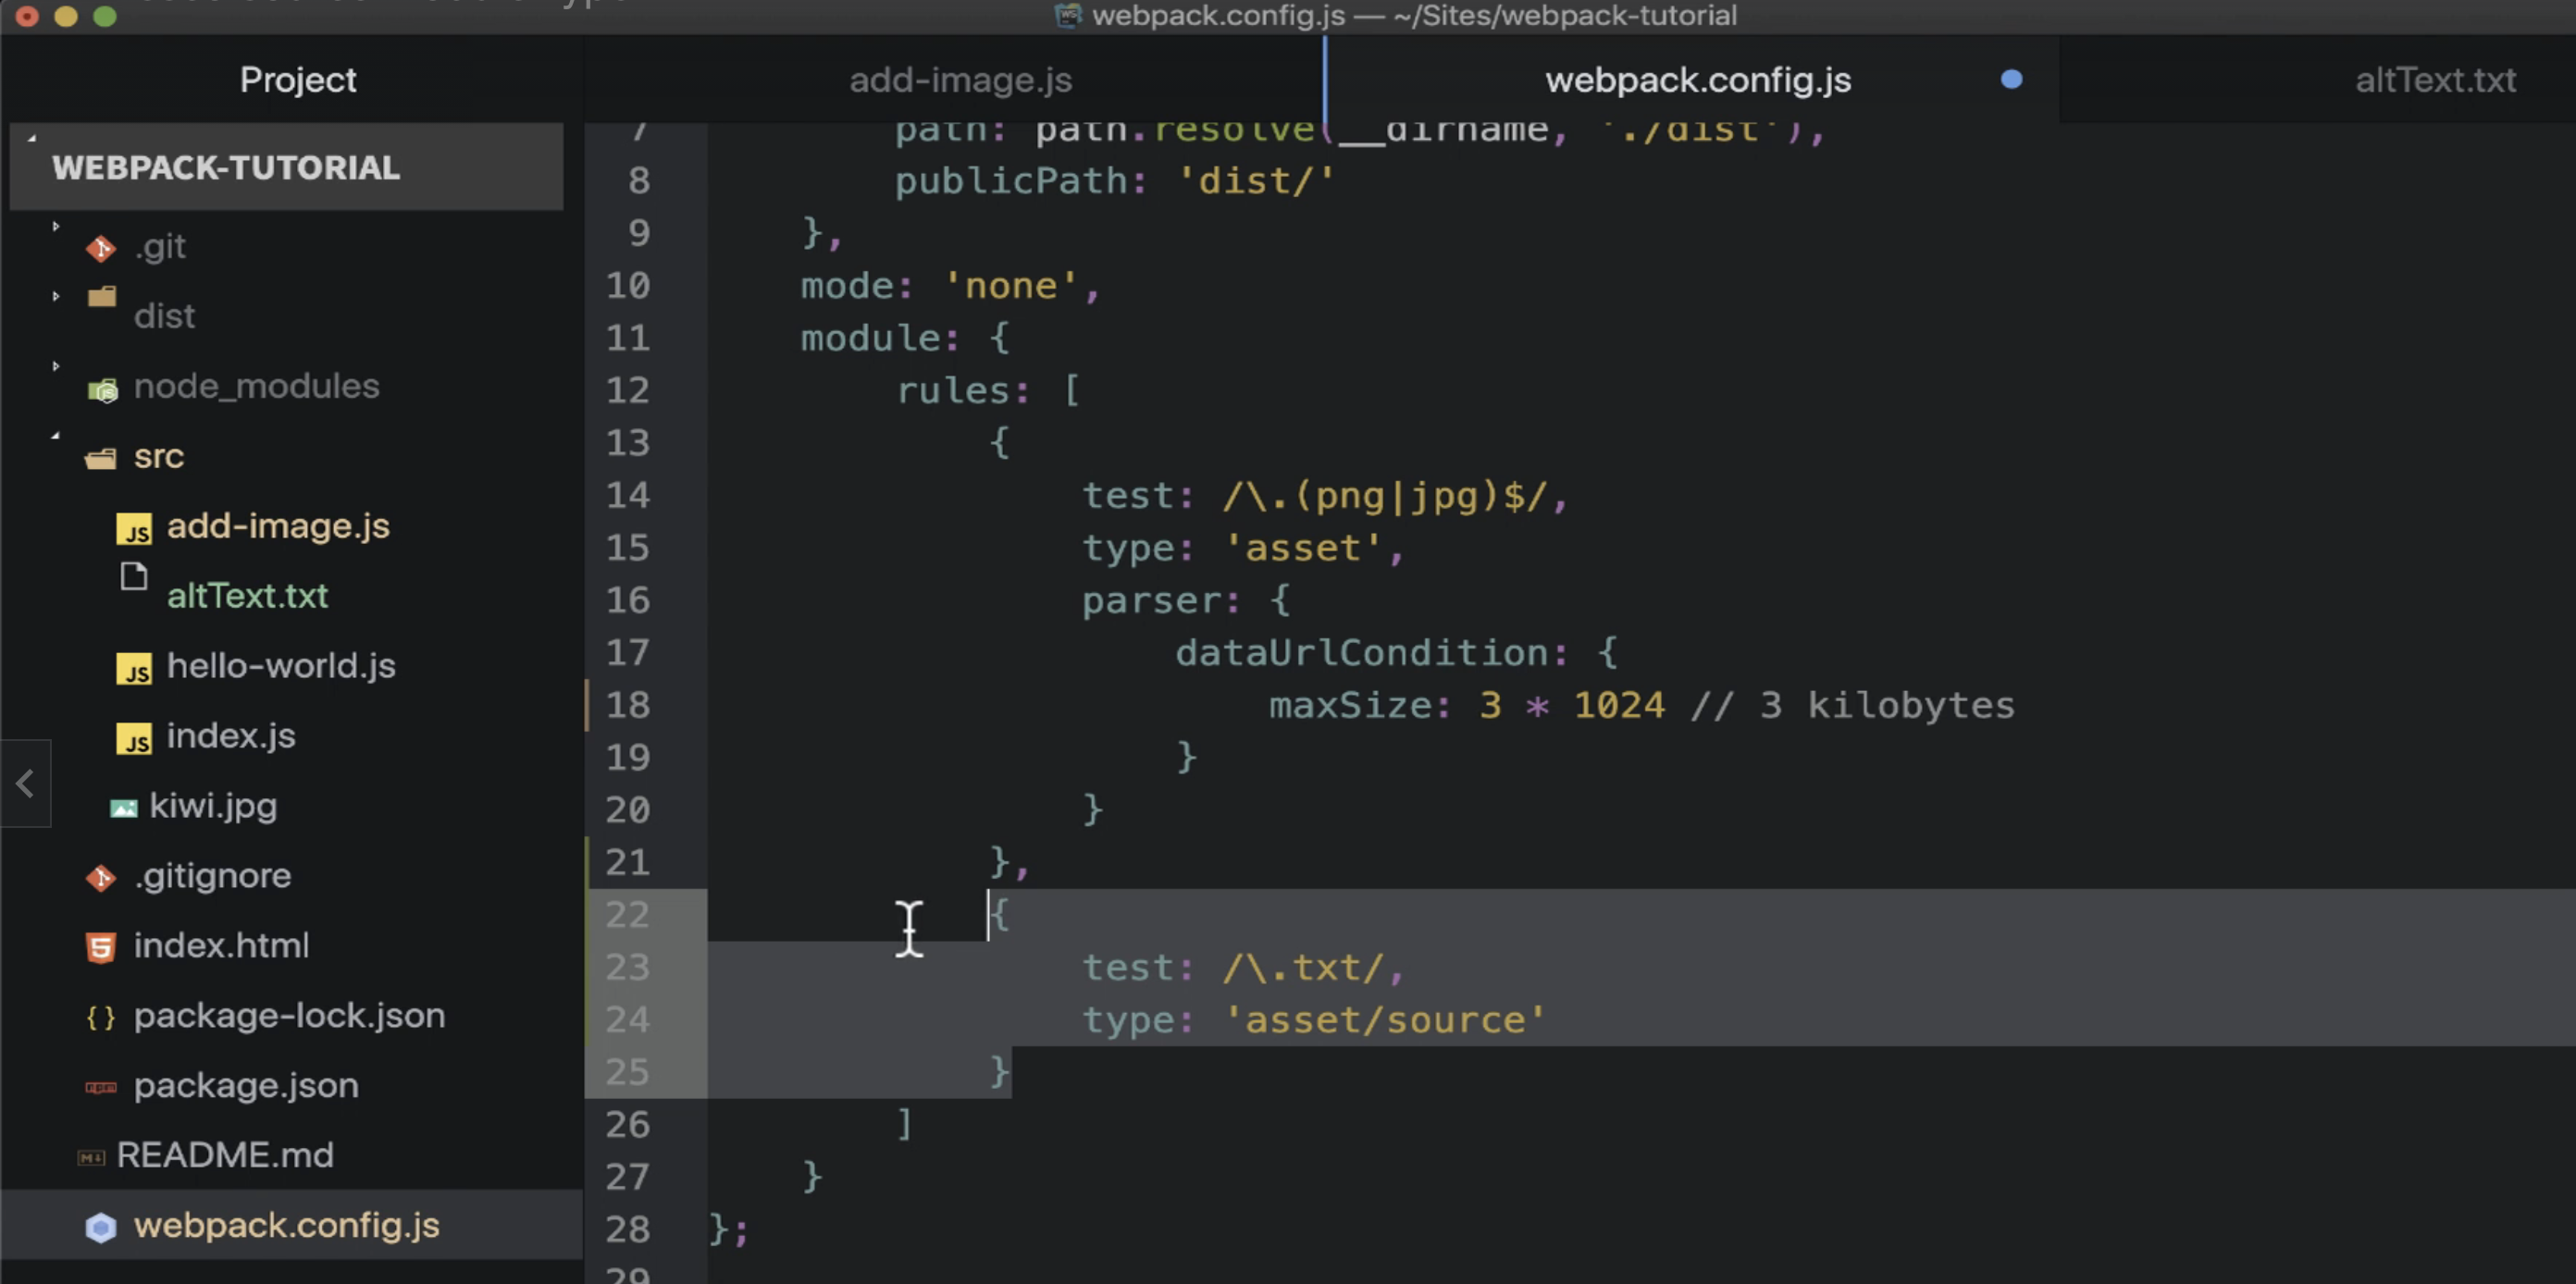 webpack.config.js — ~/Sites/webpack-tutorial
Project
add-image.js
webpack.config.js
altText.txt
WEBPACK-TUTORIAL
.git
dist
node_modules
src
add-image.js
altText.txt
hello-world.js
index.js
kiwi.jpg
.gitignore
index.html
package-lock.json
package.json
README.md
webpack.config.js
7 path: path.resolve(__dirname, './dist'),
8 publicPath: 'dist/'
9 },
10 mode: 'none',
11 module: {
12 rules: [
13 {
14 test: /\.(png|jpg)$/,
15 type: 'asset',
16 parser: {
17 dataUrlCondition: {
18 maxSize: 3 * 1024 // 3 kilobytes
19 }
20 }
21 },
22 {
23 test: /\.txt/,
24 type: 'asset/source'
25 }
26 ]
27 }
28 };
29